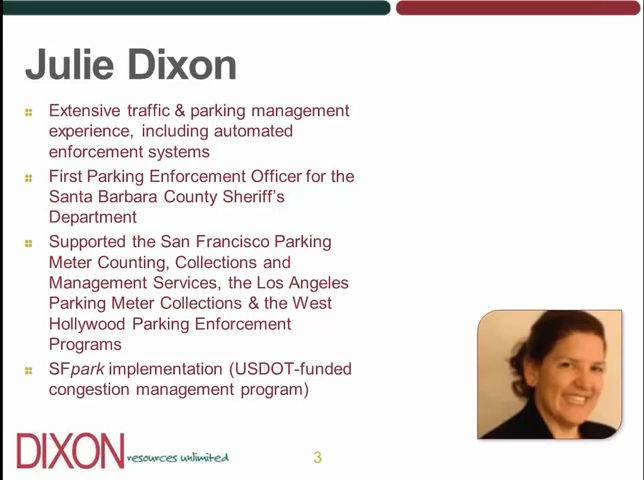 Julie Dixon
Extensive traffic & parking management
experience, including automated
enforcement systems
First Parking Enforcement Officer for the
Santa Barbara County Sheriff's
Department
Supported the San Francisco Parking
Meter Counting, Collections and
Management Services, the Los Angeles
Parking Meter Collections & the West
Hollywood Parking Enforcement
Programs
SFpark implementation (USDOT-funded
congestion management program)
DIXON resources unlimited
3